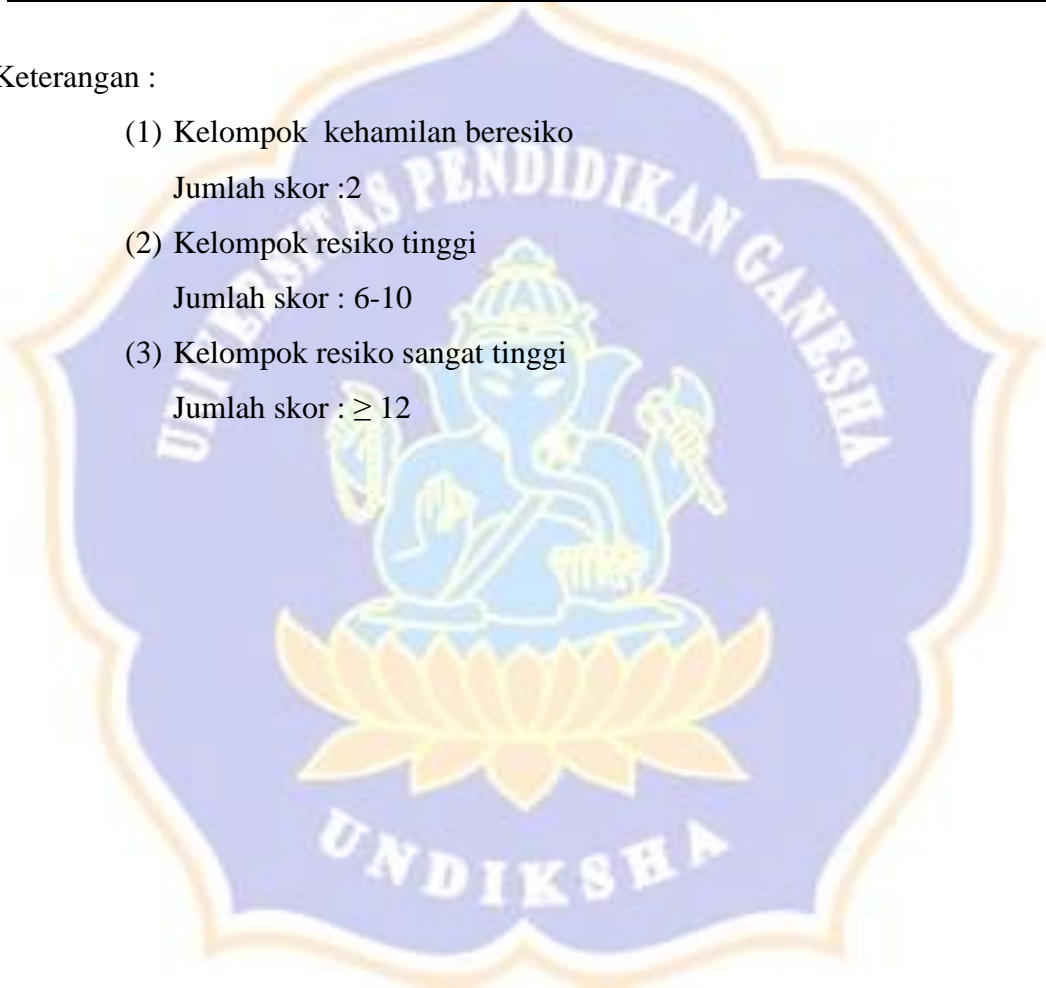 Keterangan :
(1) Kelompok kehamilan beresiko
Jumlah skor :2
(2) Kelompok resiko tinggi
Jumlah skor : 6-10
(3) Kelompok resiko sangat tinggi
Jumlah skor : ≥ 12
UNIVERSITAS PENDIDIKAN GANESHA
UNDIKSHA